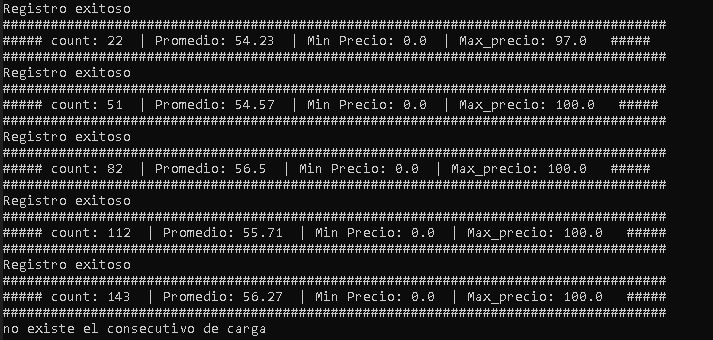 Registro exitoso
###################################################################################
##### count: 22  | Promedio: 54.23  | Min Precio: 0.0  | Max_precio: 97.0   #####
###################################################################################
Registro exitoso
###################################################################################
##### count: 51  | Promedio: 54.57  | Min Precio: 0.0  | Max_precio: 100.0   #####
###################################################################################
Registro exitoso
###################################################################################
##### count: 82  | Promedio: 56.5  | Min Precio: 0.0  | Max_precio: 100.0   #####
###################################################################################
Registro exitoso
###################################################################################
##### count: 112  | Promedio: 55.71  | Min Precio: 0.0  | Max_precio: 100.0   #####
###################################################################################
Registro exitoso
###################################################################################
##### count: 143  | Promedio: 56.27  | Min Precio: 0.0  | Max_precio: 100.0   #####
###################################################################################
no existe el consecutivo de carga